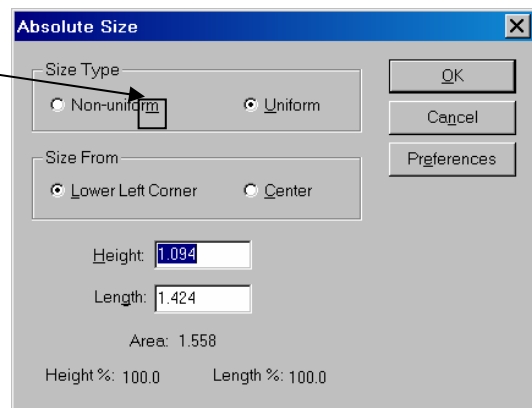 Absolute Size
Size Type
Non-uniform Uniform
OK
Cancel
Preferences
Size From
Lower Left Corner Center
Height: 1.094
Length: 1.424
Area: 1.558
Height %: 100.0 Length %: 100.0